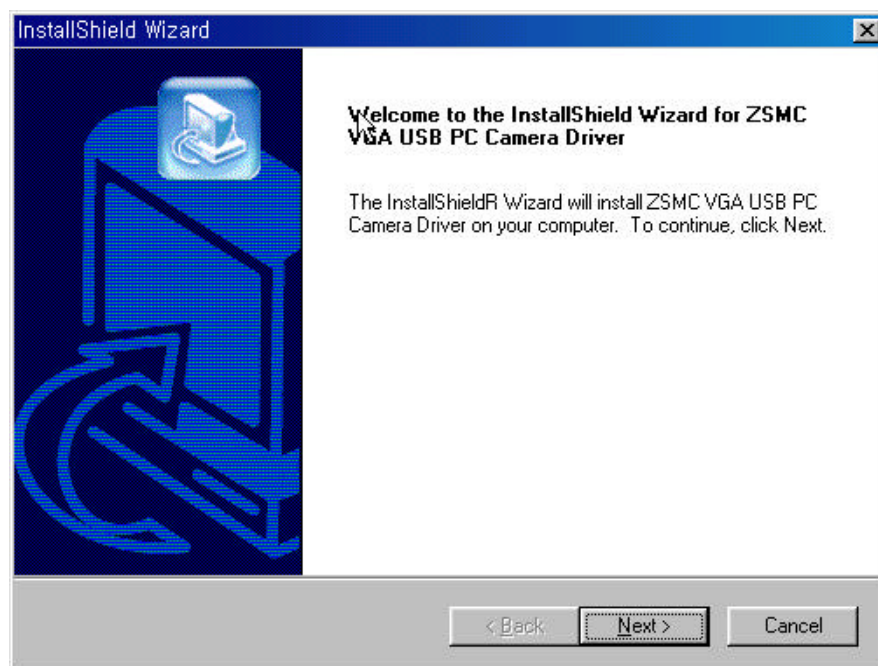 InstallShield Wizard
Welcome to the InstallShield Wizard for ZSMC
VGA USB PC Camera Driver
The InstallShieldR Wizard will install ZSMC VGA USB PC
Camera Driver on your computer.  To continue, click Next.
< Back
Next >
Cancel